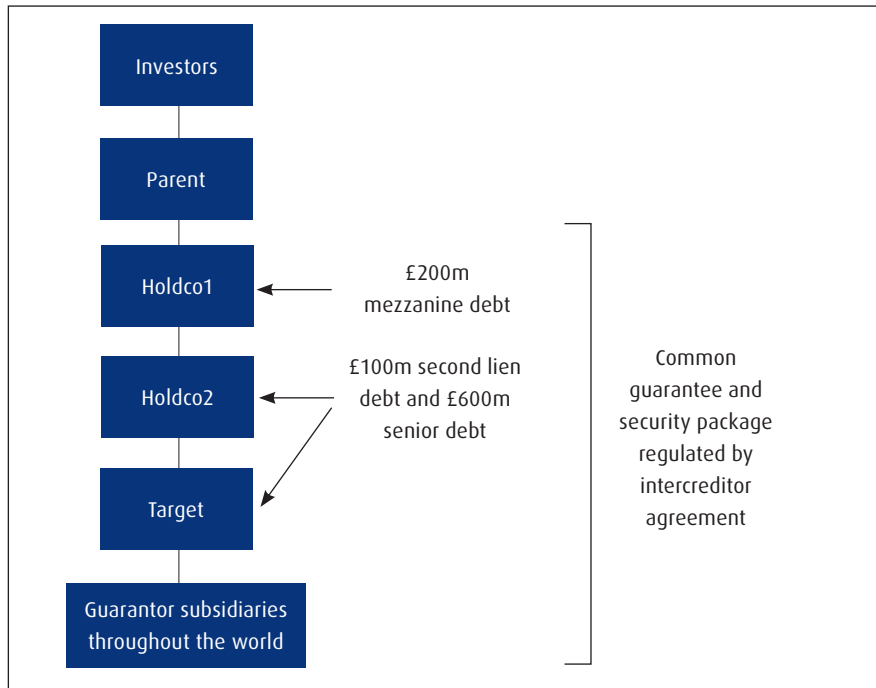 Investors
Parent
Holdco1
£200m
mezzanine debt
Holdco2
£100m second lien
debt and £600m
senior debt
Target
Guarantor subsidiaries
throughout the world
Common
guarantee and
security package
regulated by
intercreditor
agreement